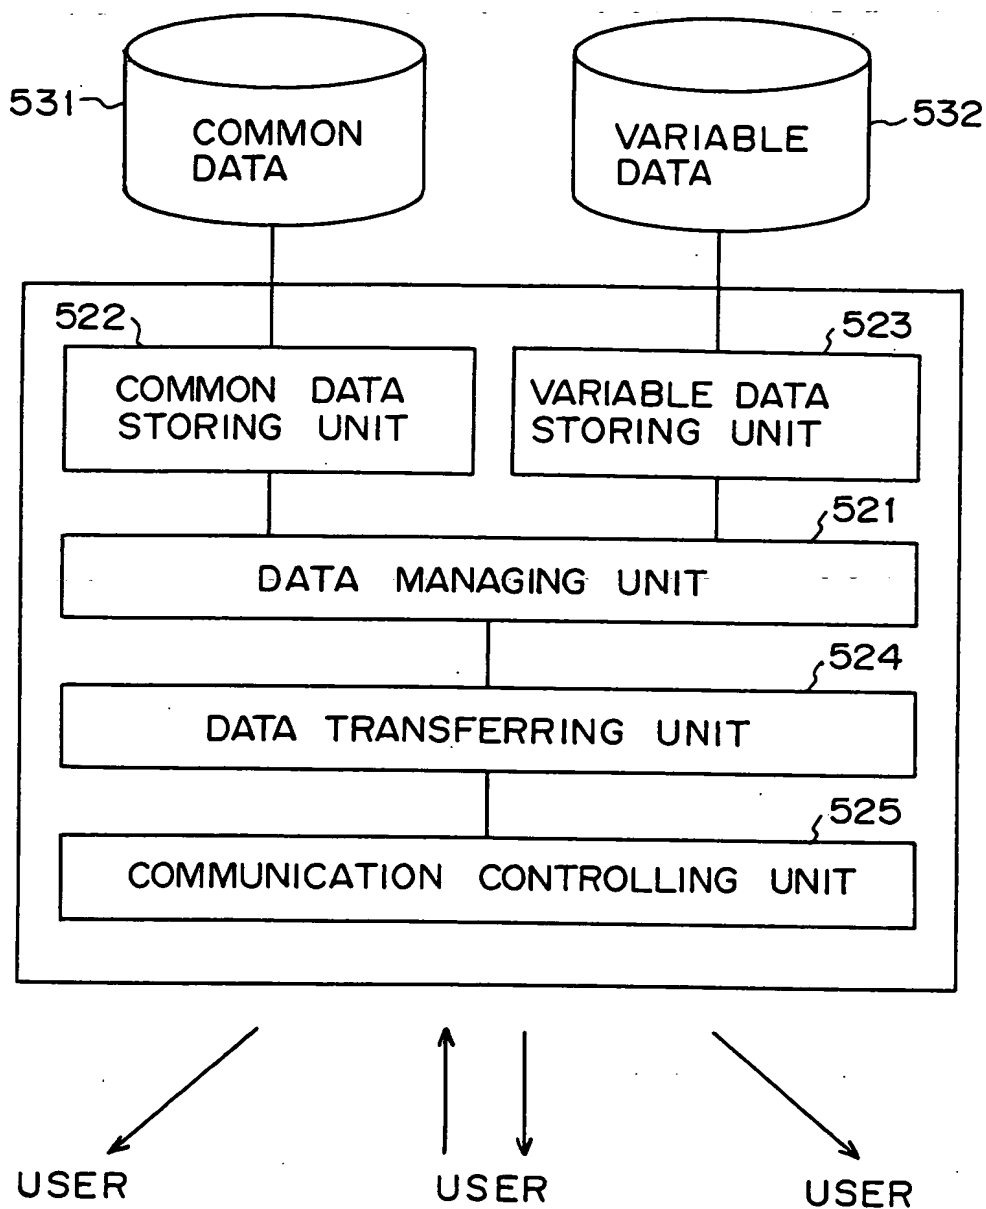 531
COMMON
DATA
VARIABLE
DATA
532
522
COMMON DATA
STORING UNIT
523
VARIABLE DATA
STORING UNIT
521
DATA MANAGING UNIT
524
DATA TRANSFERRING UNIT
525
COMMUNICATION CONTROLLING UNIT
USER
USER
USER